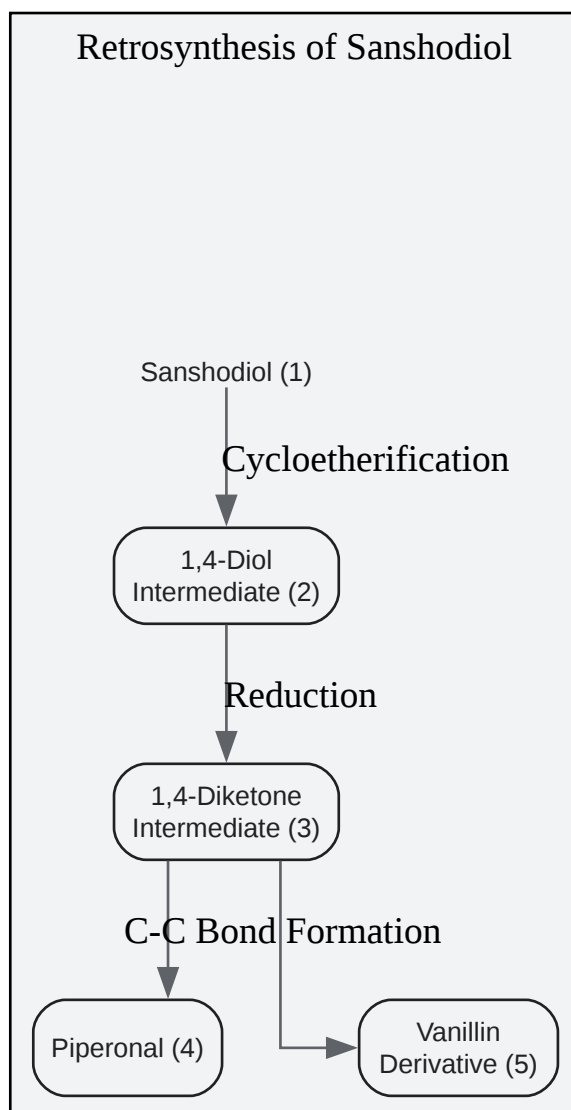 Retrosynthesis of Sanshodiol
Sanshodiol (1)
Cycloetherification
1,4-Diol
Intermediate (2)
Reduction
1,4-Diketone
Intermediate (3)
C-C Bond Formation
Piperonal (4)
Vanillin
Derivative (5)